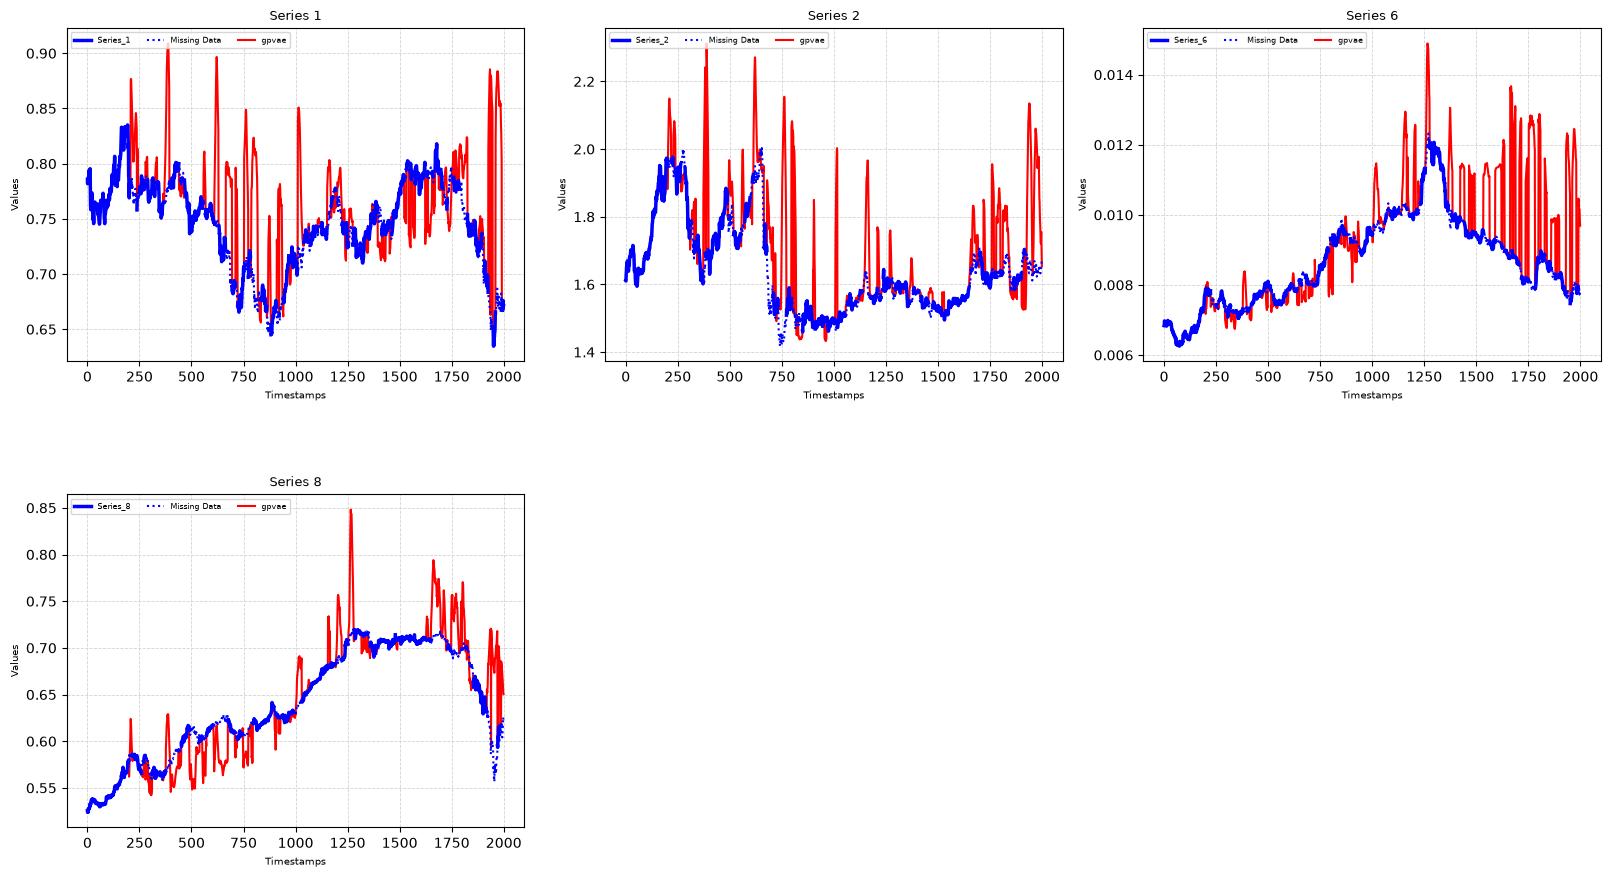 Series 1
Series_1 Missing Data gpvae
0.90
0.85
0.80
0.75
0.70
0.65
Values
0 250 500 750 1000 1250 1500 1750 2000
Timestamps
Series 2
Series_2 Missing Data gpvae
2.2
2.0
1.8
1.6
1.4
Values
0 250 500 750 1000 1250 1500 1750 2000
Timestamps
Series 6
Series_6 Missing Data gpvae
0.014
0.012
0.010
0.008
0.006
Values
0 250 500 750 1000 1250 1500 1750 2000
Timestamps
Series 8
Series_8 Missing Data gpvae
0.85
0.80
0.75
0.70
0.65
0.60
0.55
Values
0 250 500 750 1000 1250 1500 1750 2000
Timestamps